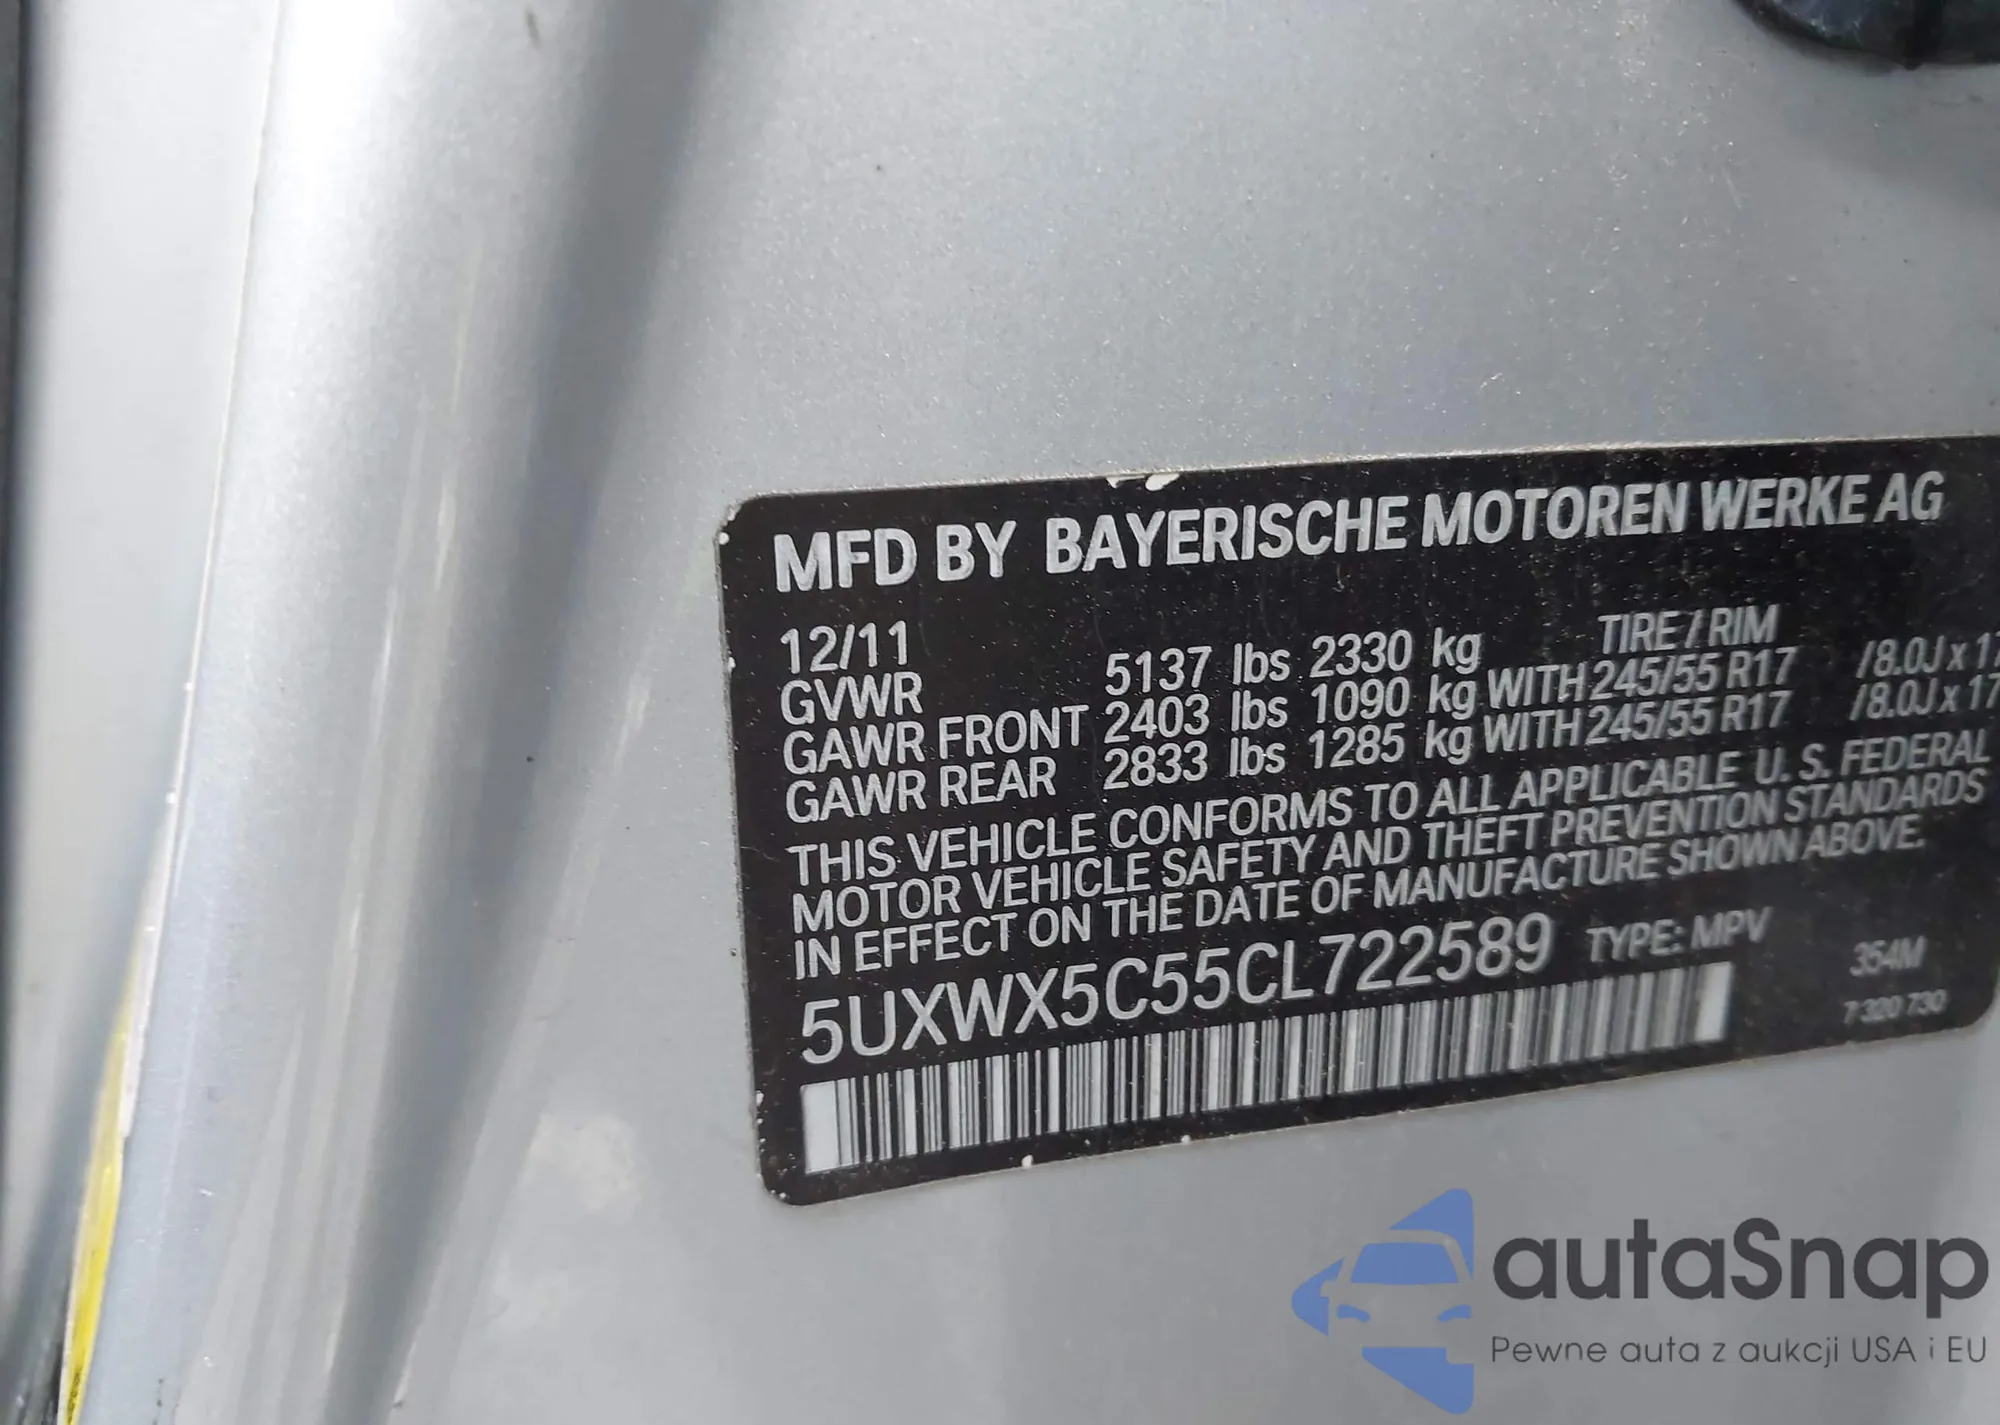 MFD BY BAYERISCHE MOTOREN WERKE AG
12/11 TIRE / RIM
GVWR 5137 lbs 2330 kg
GAWR FRONT 2403 lbs 1090 kg WITH 245/55 R17 /8.0J x 17
GAWR REAR 2833 lbs 1285 kg WITH 245/55 R17 /8.0J x 17
THIS VEHICLE CONFORMS TO ALL APPLICABLE U. S. FEDERAL
MOTOR VEHICLE SAFETY AND THEFT PREVENTION STANDARDS
IN EFFECT ON THE DATE OF MANUFACTURE SHOWN ABOVE.
5UXWX5C55CL722589 TYPE: MPV
354M
7 320 730
autaSnap
Pewne auta z aukcji USA i EU